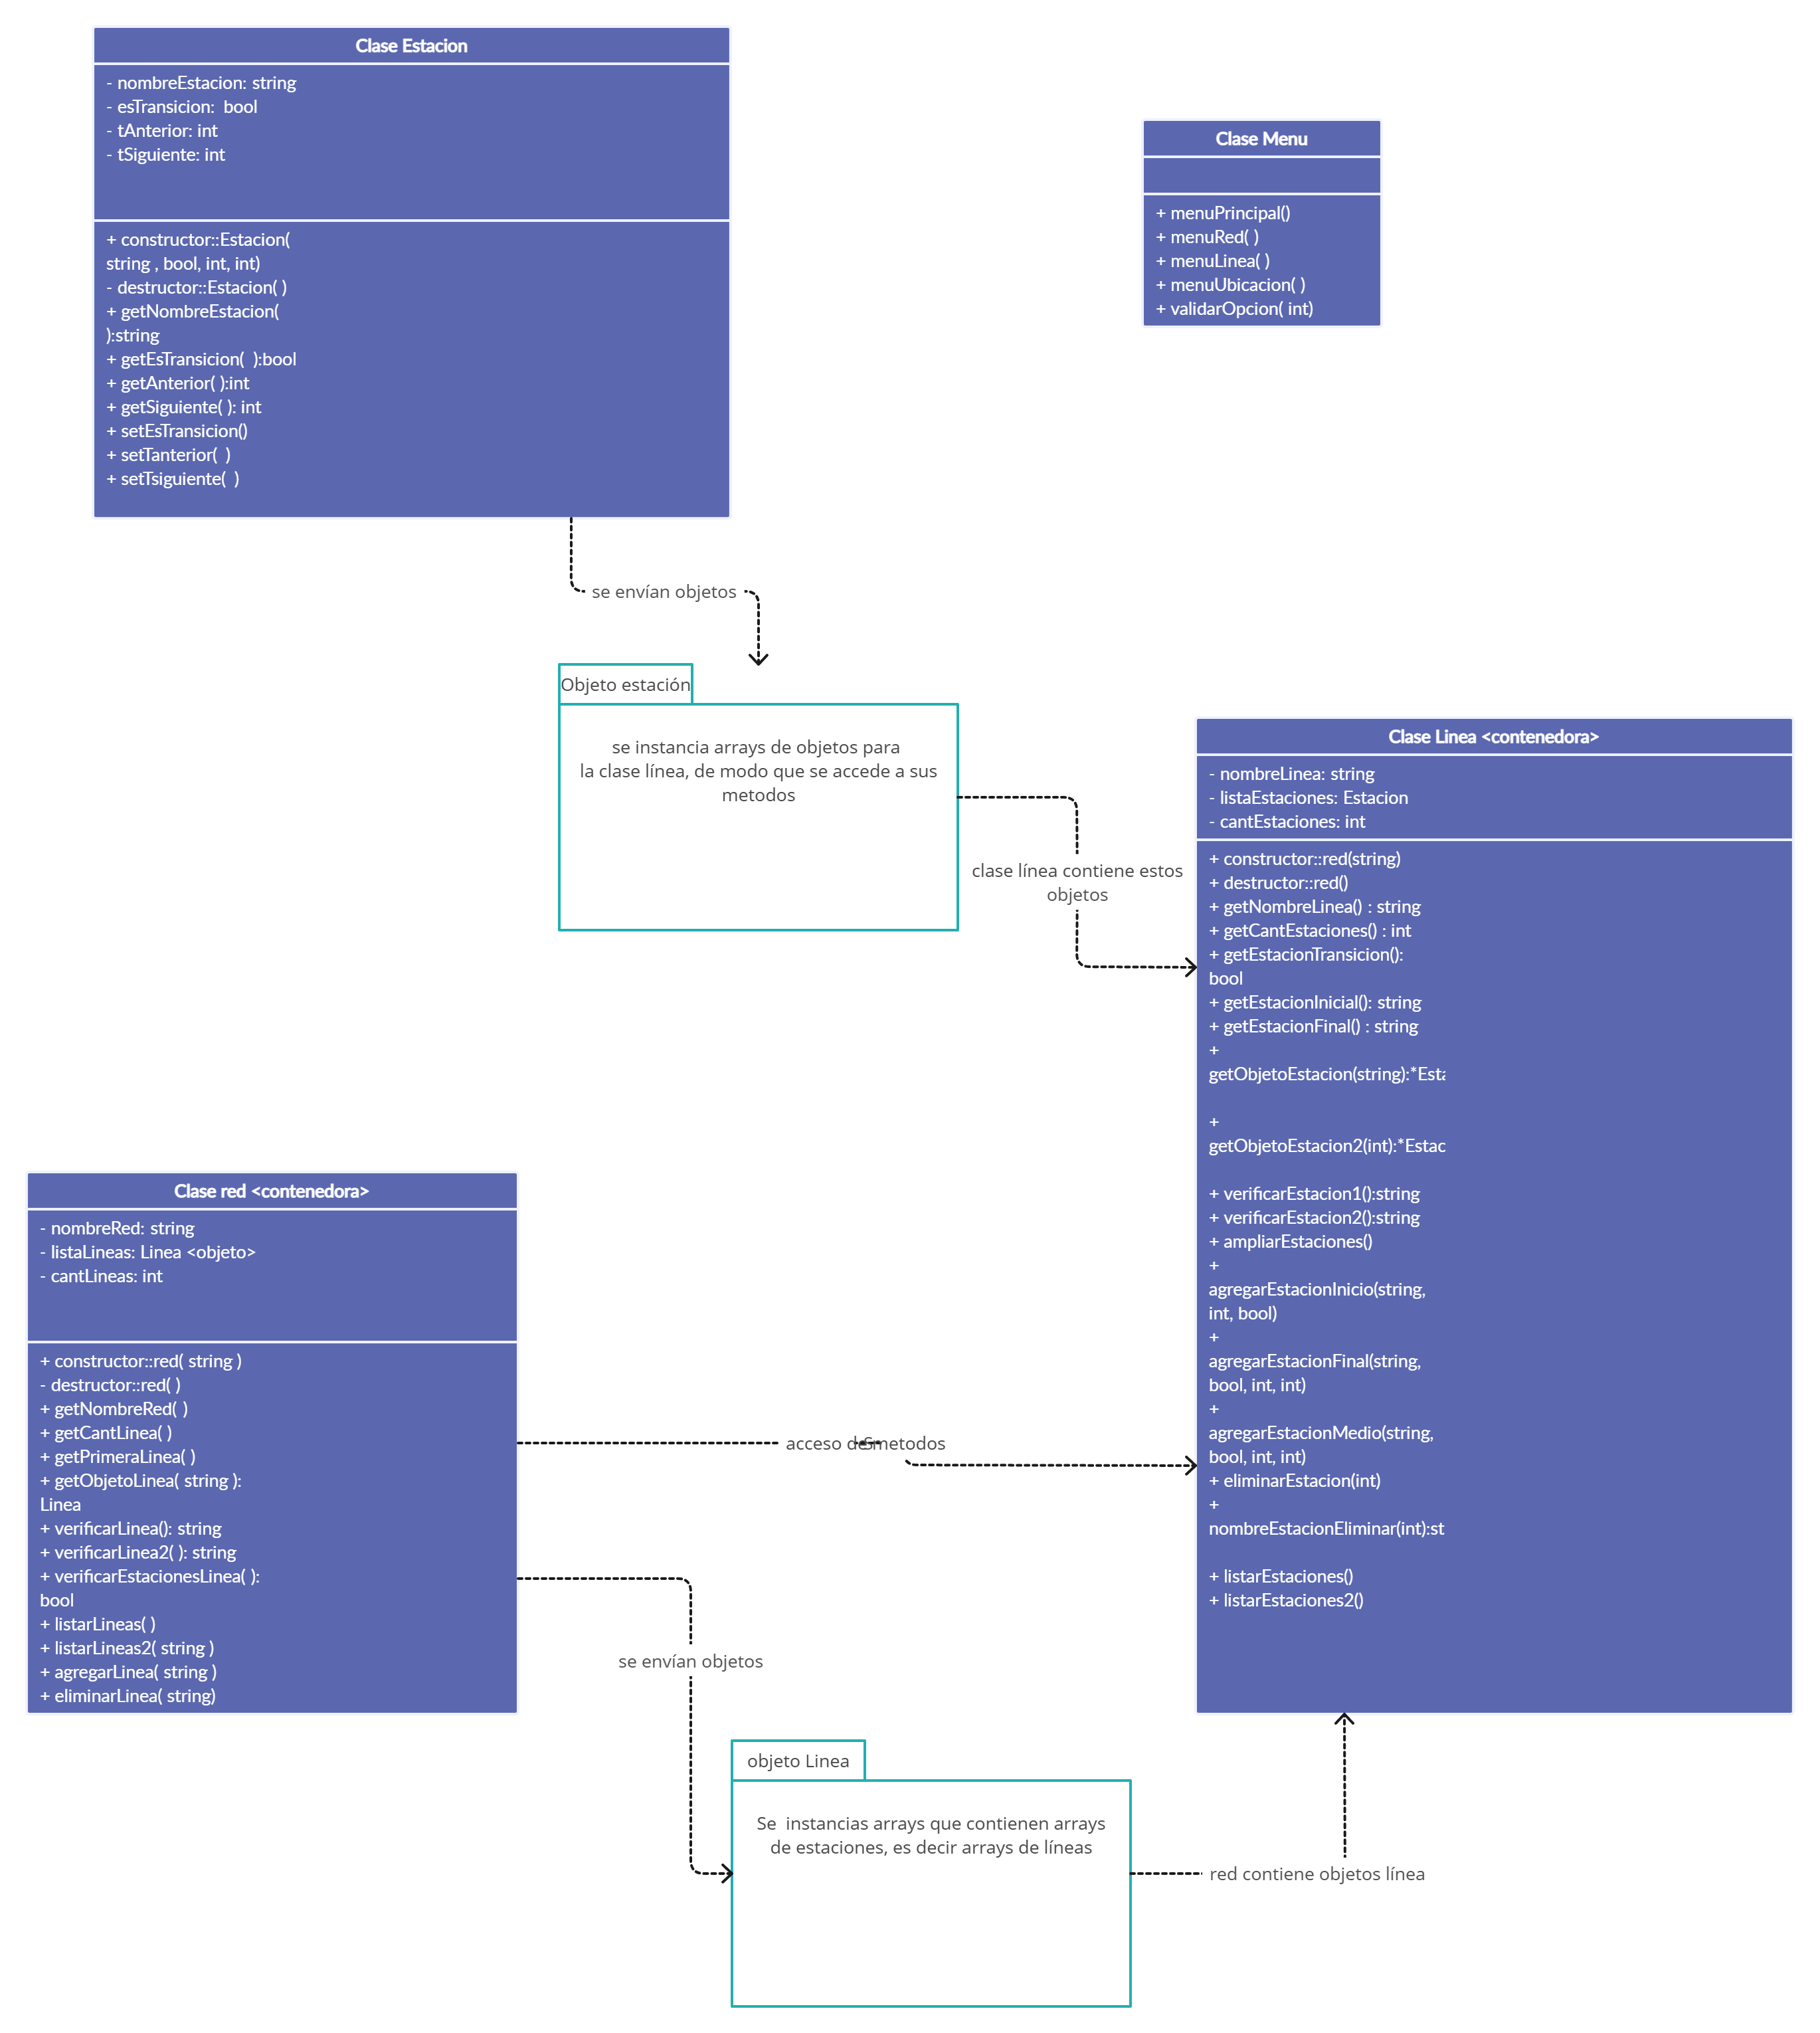 Clase Estacion
- nombreEstacion: string
- esTransicion:  bool
- tAnterior: int
- tSiguiente: int
+ constructor::Estacion(
string , bool, int, int)
- destructor::Estacion( )
+ getNombreEstacion(
):string
+ getEsTransicion(  ):bool
+ getAnterior( ):int
+ getSiguiente( ): int
+ setEsTransicion()
+ setTanterior(  )
+ setTsiguiente(  )
Clase Menu
+ menuPrincipal()
+ menuRed( )
+ menuLinea( )
+ menuUbicacion( )
+ validarOpcion( int)
se envían objetos
Objeto estación
se instancia arrays de objetos para
la clase línea, de modo que se accede a sus
metodos
clase línea contiene estos
objetos
Clase Linea <contenedora>
- nombreLinea: string
- listaEstaciones: Estacion
- cantEstaciones: int
+ constructor::red(string)
+ destructor::red()
+ getNombreLinea() : string
+ getCantEstaciones() : int
+ getEstacionTransicion():
bool
+ getEstacionInicial(): string
+ getEstacionFinal() : string
+
getObjetoEstacion(string):*Esta
+
getObjetoEstacion2(int):*Estac
+ verificarEstacion1():string
+ verificarEstacion2():string
+ ampliarEstaciones()
+
agregarEstacionInicio(string,
int, bool)
+
agregarEstacionFinal(string,
bool, int, int)
+
agregarEstacionMedio(string,
bool, int, int)
+ eliminarEstacion(int)
+
nombreEstacionEliminar(int):st
+ listarEstaciones()
+ listarEstaciones2()
Clase red <contenedora>
- nombreRed: string
- listaLineas: Linea <objeto>
- cantLineas: int
+ constructor::red( string )
- destructor::red( )
+ getNombreRed( )
+ getCantLinea( )
+ getPrimeraLinea( )
+ getObjetoLinea( string ):
Linea
+ verificarLinea(): string
+ verificarLinea2( ): string
+ verificarEstacionesLinea( ):
bool
+ listarLineas( )
+ listarLineas2( string )
+ agregarLinea( string )
+ eliminarLinea( string)
acceso metodos
se envían objetos
objeto Linea
Se  instancias arrays que contienen arrays
de estaciones, es decir arrays de líneas
red contiene objetos línea